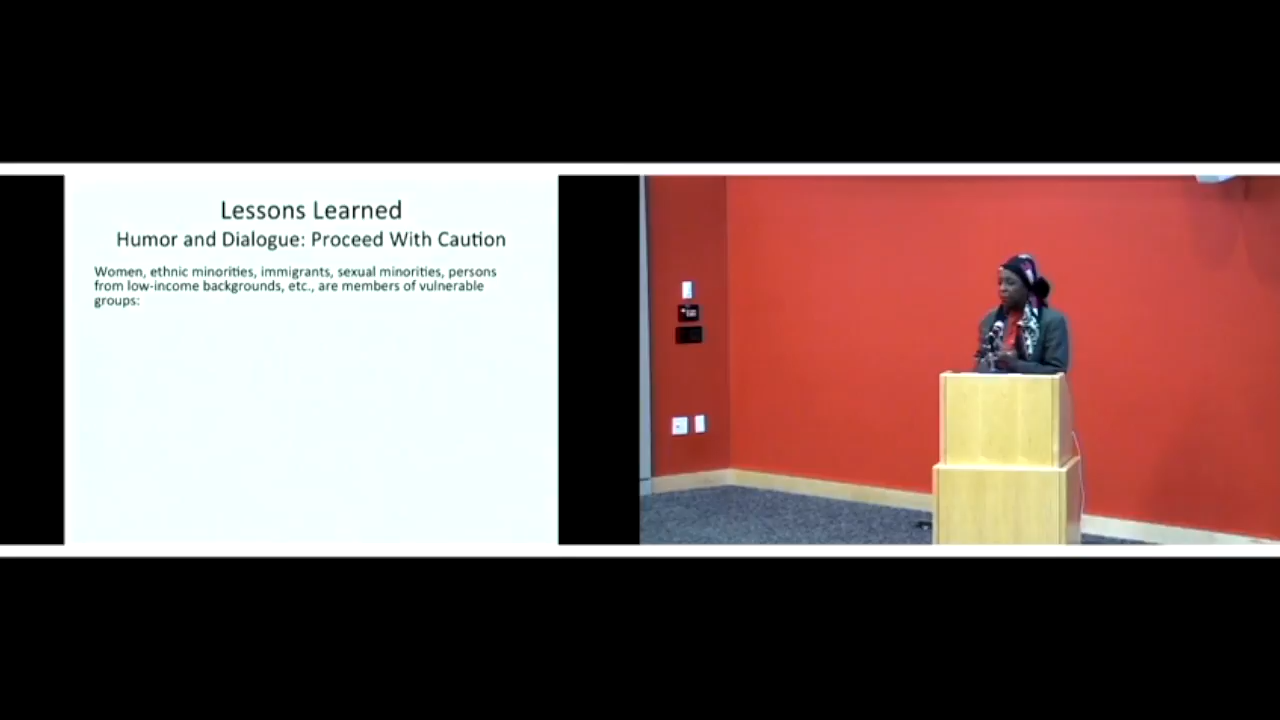 Lessons Learned
Humor and Dialogue: Proceed With Caution
Women, ethnic minorities, immigrants, sexual minorities, persons
from low-income backgrounds, etc., are members of vulnerable
groups: